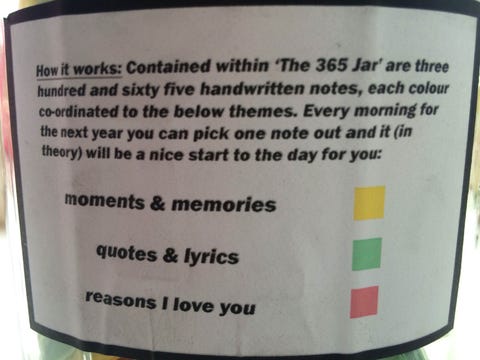 How it works: Contained within 'The 365 Jar' are three
hundred and sixty five handwritten notes, each colour
co-ordinated to the below themes. Every morning for
the next year you can pick one note out and it (in
theory) will be a nice start to the day for you:
moments & memories
quotes & lyrics
reasons I love you